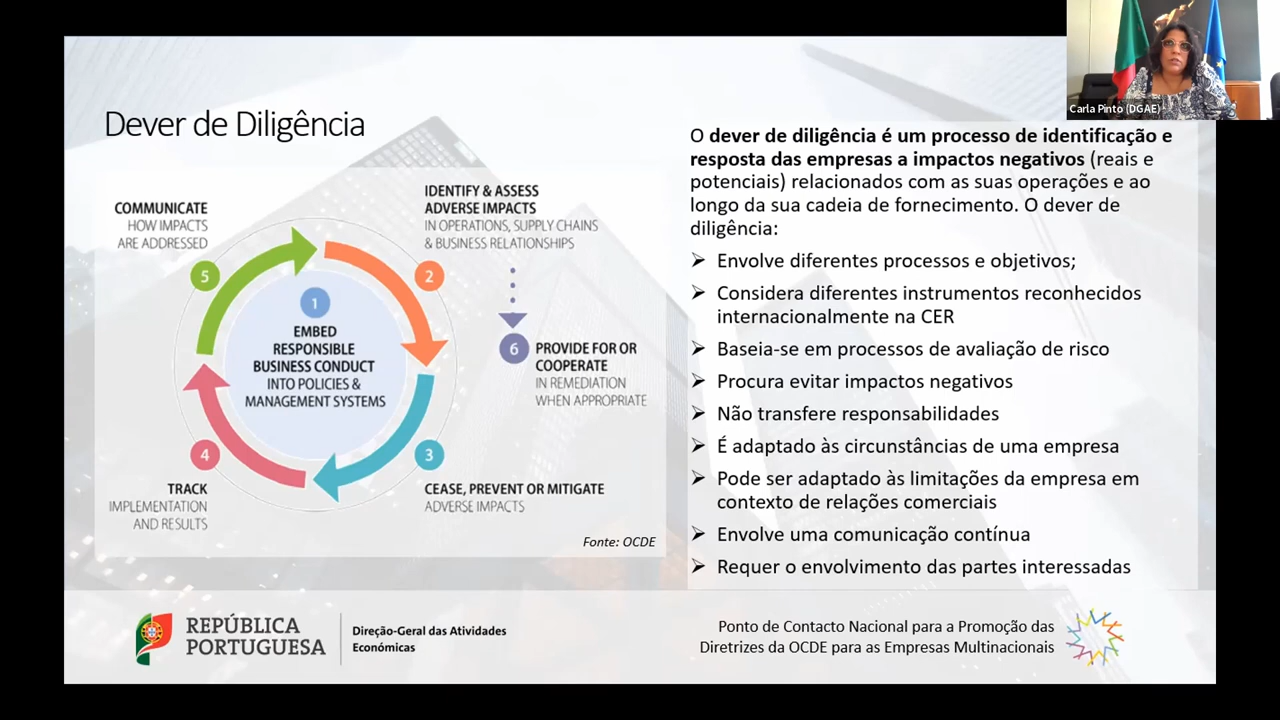 Carla Pinto (DGAE)
Dever de Diligência
COMMUNICATE
HOW IMPACTS
ARE ADDRESSED
5
IDENTIFY & ASSESS
ADVERSE IMPACTS
IN OPERATIONS, SUPPLY CHAINS
& BUSINESS RELATIONSHIPS
2
1
EMBED
RESPONSIBLE
BUSINESS CONDUCT
INTO POLICIES &
MANAGEMENT SYSTEMS
6
PROVIDE FOR OR
COOPERATE
IN REMEDIATION
WHEN APPROPRIATE
4
TRACK
IMPLEMENTATION
AND RESULTS
3
CEASE, PREVENT OR MITIGATE
ADVERSE IMPACTS
Fonte: OCDE
O dever de diligência é um processo de identificação e
resposta das empresas a impactos negativos (reais e
potenciais) relacionados com as suas operações e ao
longo da sua cadeia de fornecimento. O dever de
diligência:
Envolve diferentes processos e objetivos;
Considera diferentes instrumentos reconhecidos
internacionalmente na CER
Baseia-se em processos de avaliação de risco
Procura evitar impactos negativos
Não transfere responsabilidades
É adaptado às circunstâncias de uma empresa
Pode ser adaptado às limitações da empresa em
contexto de relações comerciais
Envolve uma comunicação contínua
Requer o envolvimento das partes interessadas
REPÚBLICA
PORTUGUESA
Direção-Geral das Atividades
Económicas
Ponto de Contacto Nacional para a Promoção das
Diretrizes da OCDE para as Empresas Multinacionais